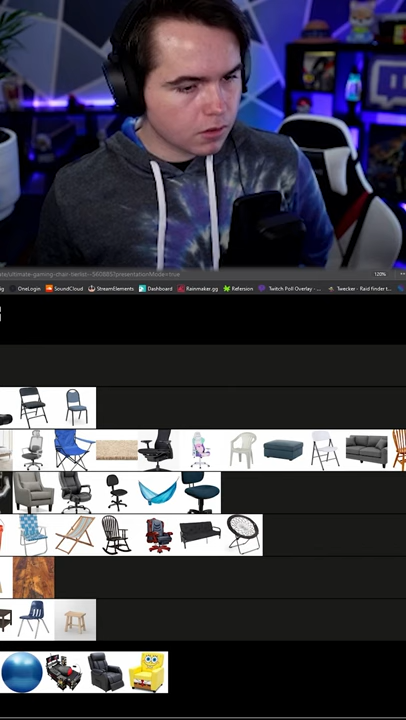 ate/ultimate-gaming-chair-tierlist--360885?presentationMode=true
120%
ig OneLogin SoundCloud StreamElements Dashboard Rainmaker.gg Refersion Twitch Poll Overlay - ... Twecker - Raid finder t...